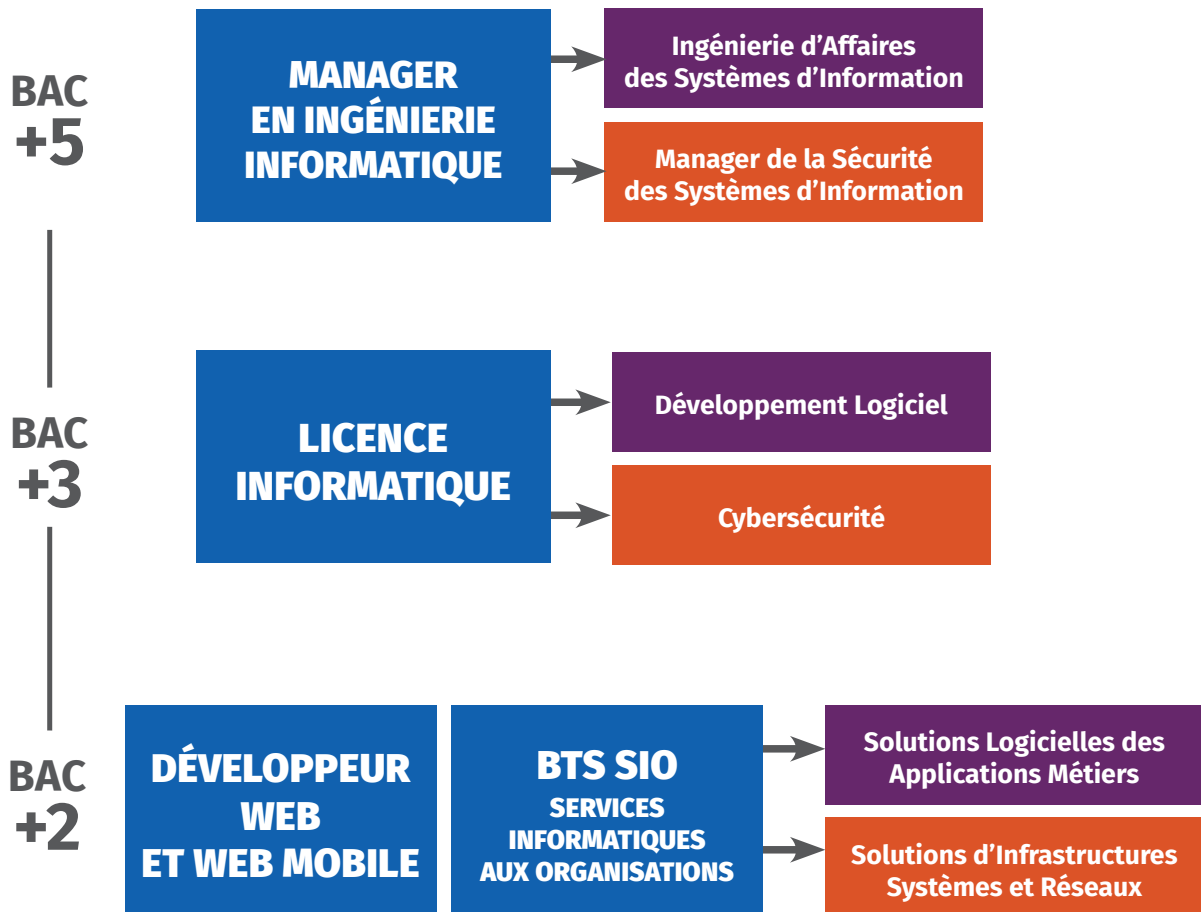 BAC
+5
MANAGER
EN INGÉNIERIE
INFORMATIQUE
Ingénierie d'Affaires
des Systèmes d'Information
Manager de la Sécurité
des Systèmes d'Information
BAC
+3
LICENCE
INFORMATIQUE
Développement Logiciel
Cybersécurité
BAC
+2
DÉVELOPPEUR
WEB
ET WEB MOBILE
BTS SIO
SERVICES
INFORMATIQUES
AUX ORGANISATIONS
Solutions Logicielles des
Applications Métiers
Solutions d'Infrastructures
Systèmes et Réseaux